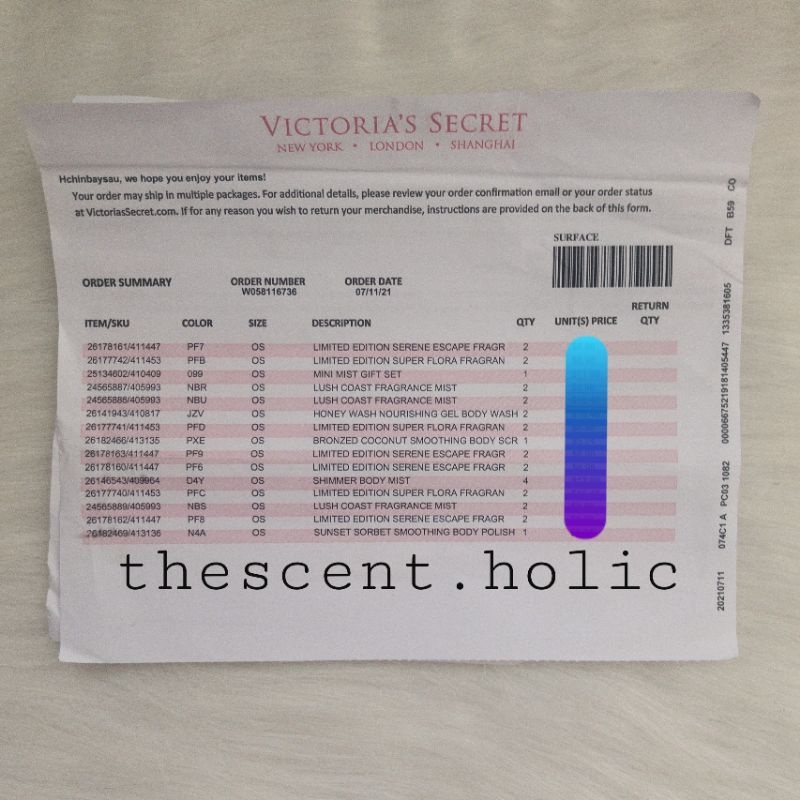 VICTORIA'S SECRET
NEW YORK • LONDON • SHANGHAI
Hchinbaysau, we hope you enjoy your items!
Your order may ship in multiple packages. For additional details, please review your order confirmation email or your order status
at VictoriasSecret.com. If for any reason you wish to return your merchandise, instructions are provided on the back of this form.
SURFACE
ORDER SUMMARY ORDER NUMBER ORDER DATE
W058116736 07/11/21
RETURN
ITEM/SKU COLOR SIZE DESCRIPTION QTY UNIT(S) PRICE QTY
26178161/411447 PF7 OS LIMITED EDITION SERENE ESCAPE FRAGR 2
26177742/411453 PFB OS LIMITED EDITION SUPER FLORA FRAGRAN 2
25134602/410409 099 OS MINI MIST GIFT SET 1
24565887/405993 NBR OS LUSH COAST FRAGRANCE MIST 2
24565886/405993 NBU OS LUSH COAST FRAGRANCE MIST 2
26141943/410817 JZV OS HONEY WASH NOURISHING GEL BODY WASH 2
26177741/411453 PFD OS LIMITED EDITION SUPER FLORA FRAGRAN 2
26182466/413135 PXE OS BRONZED COCONUT SMOOTHING BODY SCR 1
26178163/411447 PF9 OS LIMITED EDITION SERENE ESCAPE FRAGR 2
26178160/411447 PF6 OS LIMITED EDITION SERENE ESCAPE FRAGR 2
26146543/409964 D4Y OS SHIMMER BODY MIST 4
26177740/411453 PFC OS LIMITED EDITION SUPER FLORA FRAGRAN 2
24565889/405993 NBS OS LUSH COAST FRAGRANCE MIST 2
26178162/411447 PF8 OS LIMITED EDITION SERENE ESCAPE FRAGR 2
26182469/413136 N4A OS SUNSET SORBET SMOOTHING BODY POLISH 1
thescent.holic
20210711 074C1 A PC03 1082 0000667521918140544​7 1335381605 DFT B59 CO